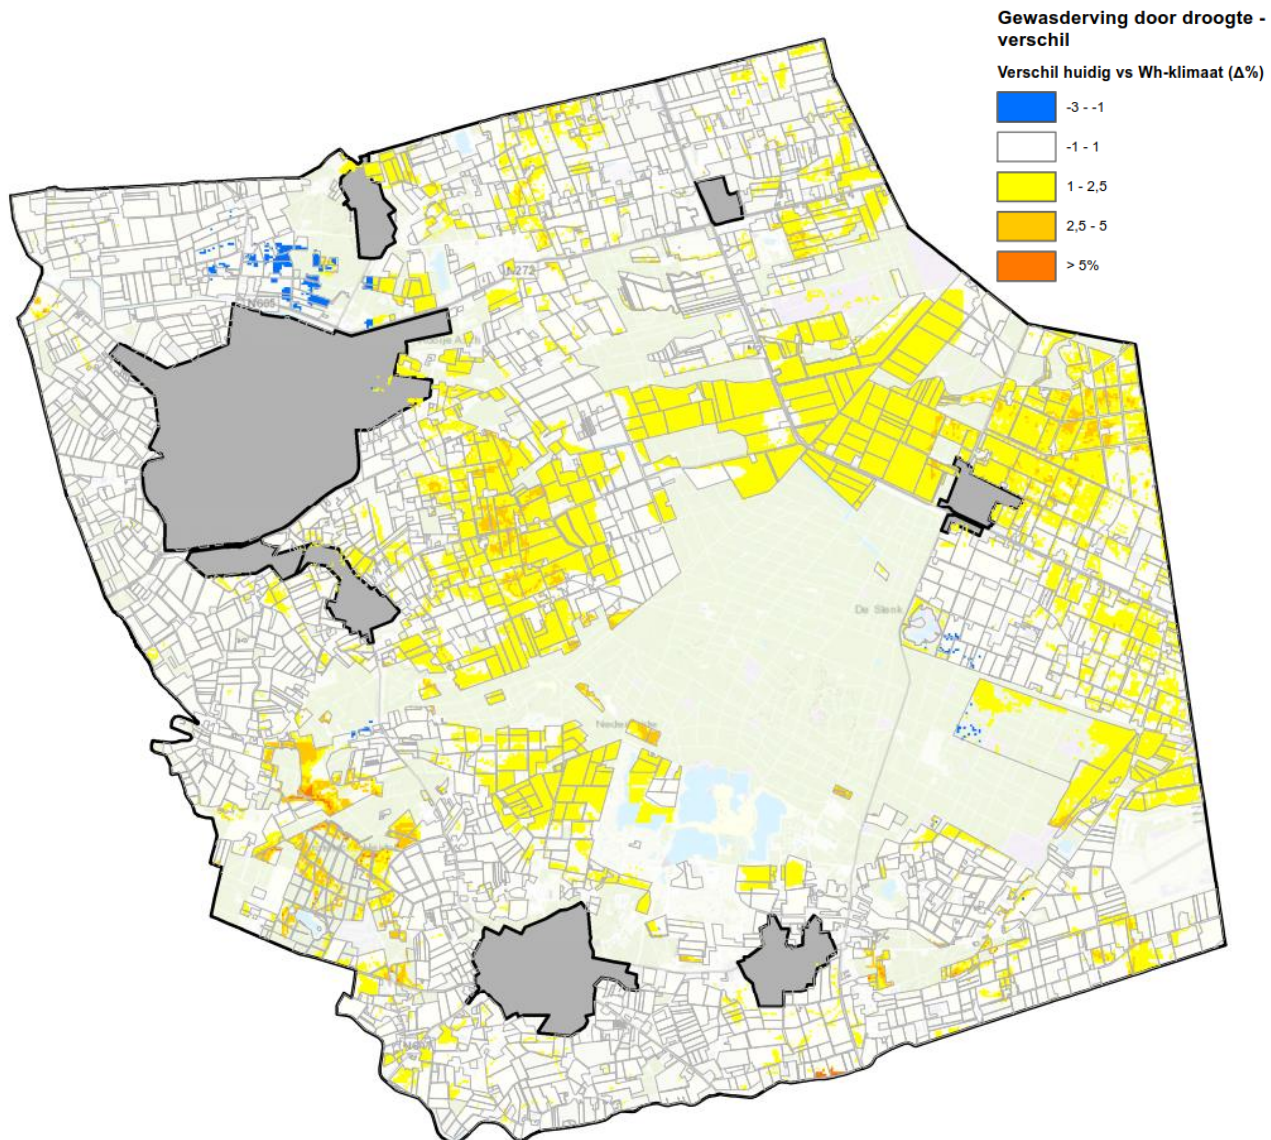 Gewasderving door droogte -
verschil
Verschil huidig vs Wh-klimaat (Δ%)
-3 - -1
-1 - 1
1 - 2,5
2,5 - 5
> 5%
N272
N605
De Slenk